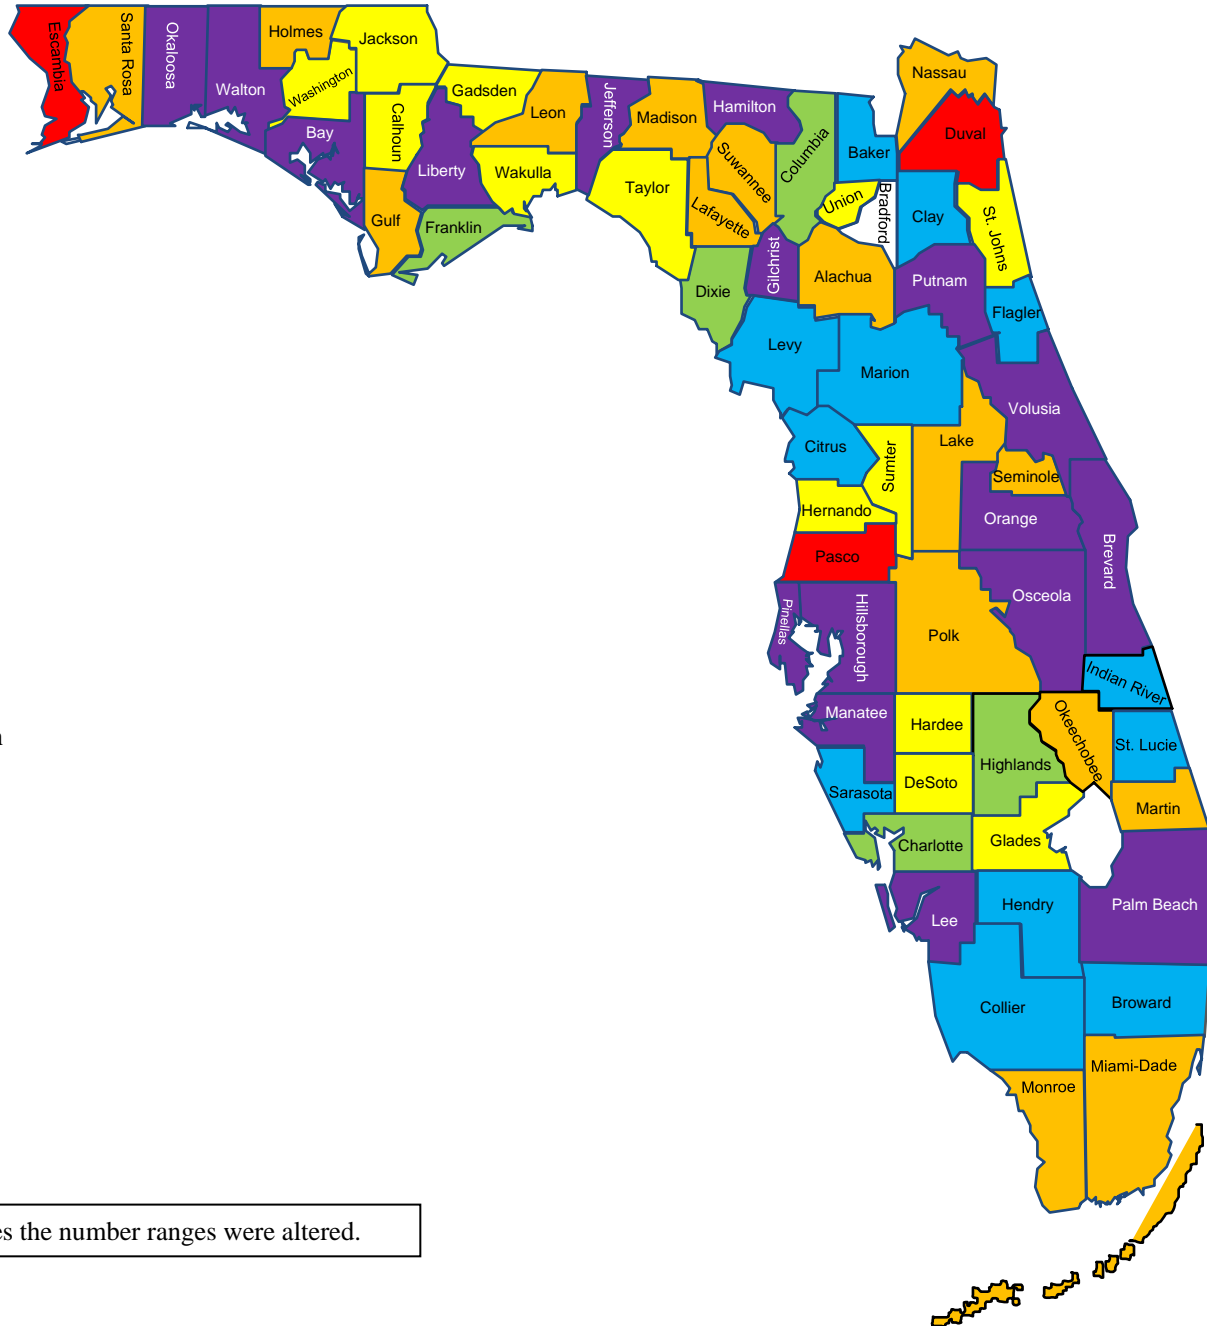 Escambia
Santa Rosa
Okaloosa
Walton
Holmes
Jackson
Washington
Bay
Calhoun
Gulf
Gadsden
Liberty
Franklin
Leon
Wakulla
Jefferson
Madison
Taylor
Hamilton
Suwannee
Lafayette
Dixie
Columbia
Gilchrist
Baker
Union
Bradford
Nassau
Duval
Clay
St. Johns
Alachua
Putnam
Flagler
Levy
Marion
Volusia
Citrus
Sumter
Lake
Seminole
Hernando
Orange
Pasco
Brevard
Pinellas
Hillsborough
Polk
Osceola
Indian River
Manatee
Hardee
Highlands
Okeechobee
St. Lucie
Sarasota
DeSoto
Martin
Charlotte
Glades
Lee
Hendry
Palm Beach
Collier
Broward
Miami-Dade
Monroe
es the number ranges were altered.